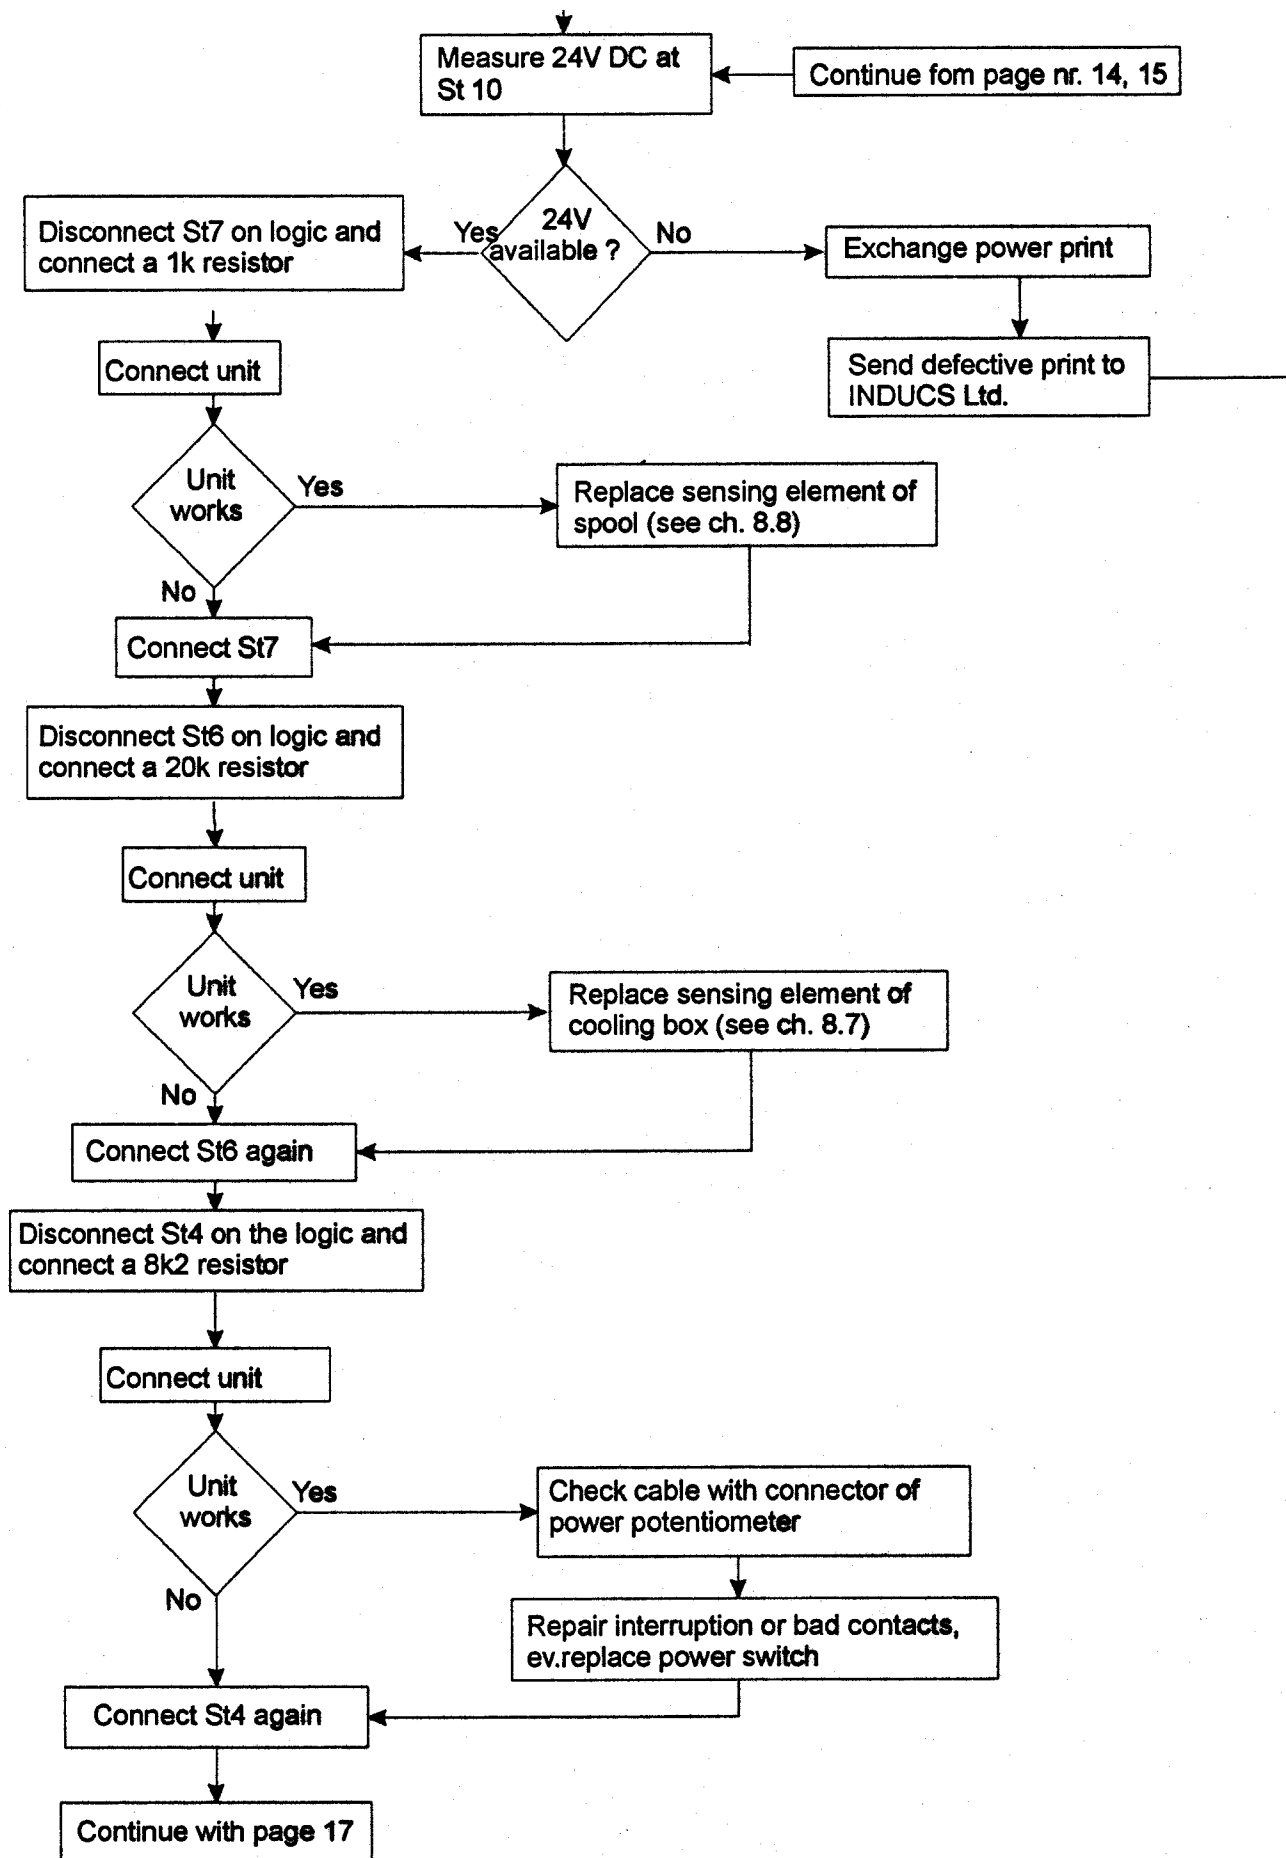 Measure 24V DC at
St 10
Continue fom page nr. 14, 15
24V
available ?
Yes
No
Disconnect St7 on logic and
connect a 1k resistor
Exchange power print
Connect unit
Send defective print to
INDUCS Ltd.
Unit
works
Yes
Replace sensing element of
spool (see ch. 8.8)
No
Connect St7
Disconnect St6 on logic and
connect a 20k resistor
Connect unit
Unit
works
Yes
Replace sensing element of
cooling box (see ch. 8.7)
No
Connect St6 again
Disconnect St4 on the logic and
connect a 8k2 resistor
Connect unit
Unit
works
Yes
Check cable with connector of
power potentiometer
No
Repair interruption or bad contacts,
ev.replace power switch
Connect St4 again
Continue with page 17